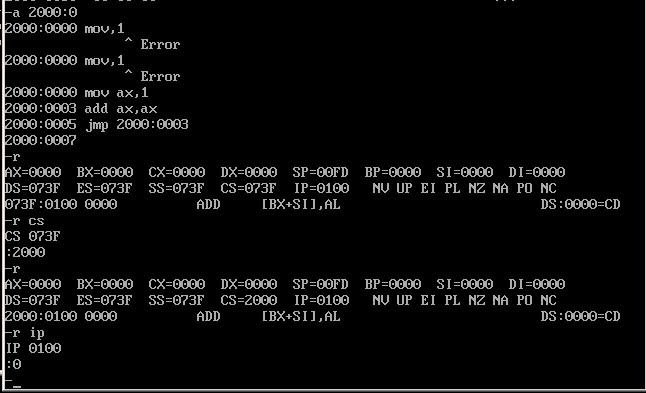 -a 2000:0
2000:0000 mov,1
^ Error
2000:0000 mov,1
^ Error
2000:0000 mov ax,1
2000:0003 add ax,ax
2000:0005 jmp 2000:0003
2000:0007
-r
AX=0000  BX=0000  CX=0000  DX=0000  SP=00FD  BP=0000  SI=0000  DI=0000
DS=073F  ES=073F  SS=073F  CS=073F  IP=0100   NV UP EI PL NZ NA PO NC
073F:0100 0000          ADD     [BX+SI],AL                         DS:0000=CD
-r cs
CS 073F
:2000
-r
AX=0000  BX=0000  CX=0000  DX=0000  SP=00FD  BP=0000  SI=0000  DI=0000
DS=073F  ES=073F  SS=073F  CS=2000  IP=0100   NV UP EI PL NZ NA PO NC
2000:0100 0000          ADD     [BX+SI],AL                         DS:0000=CD
-r ip
IP 0100
:0
-_